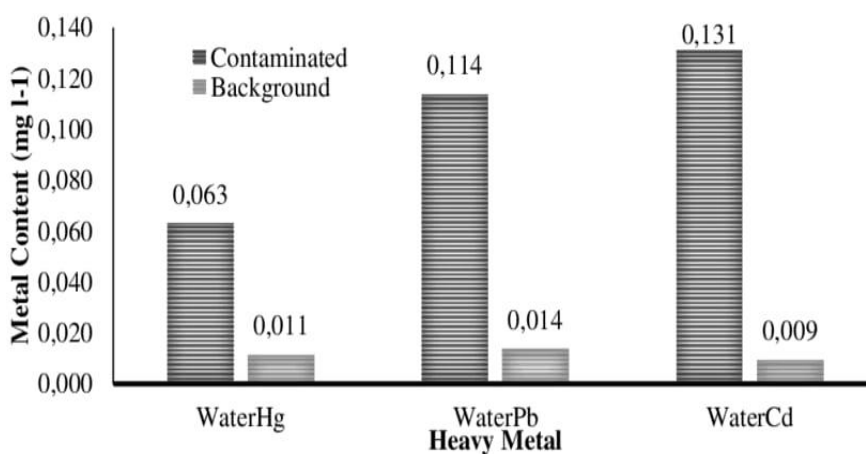 Metal Content (mg l-1)
0,140
0,120
0,100
0,080
0,060
0,040
0,020
0,000
Contaminated
Background
0,063
0,011
0,114
0,014
0,131
0,009
WaterHg
WaterPb
WaterCd
Heavy Metal